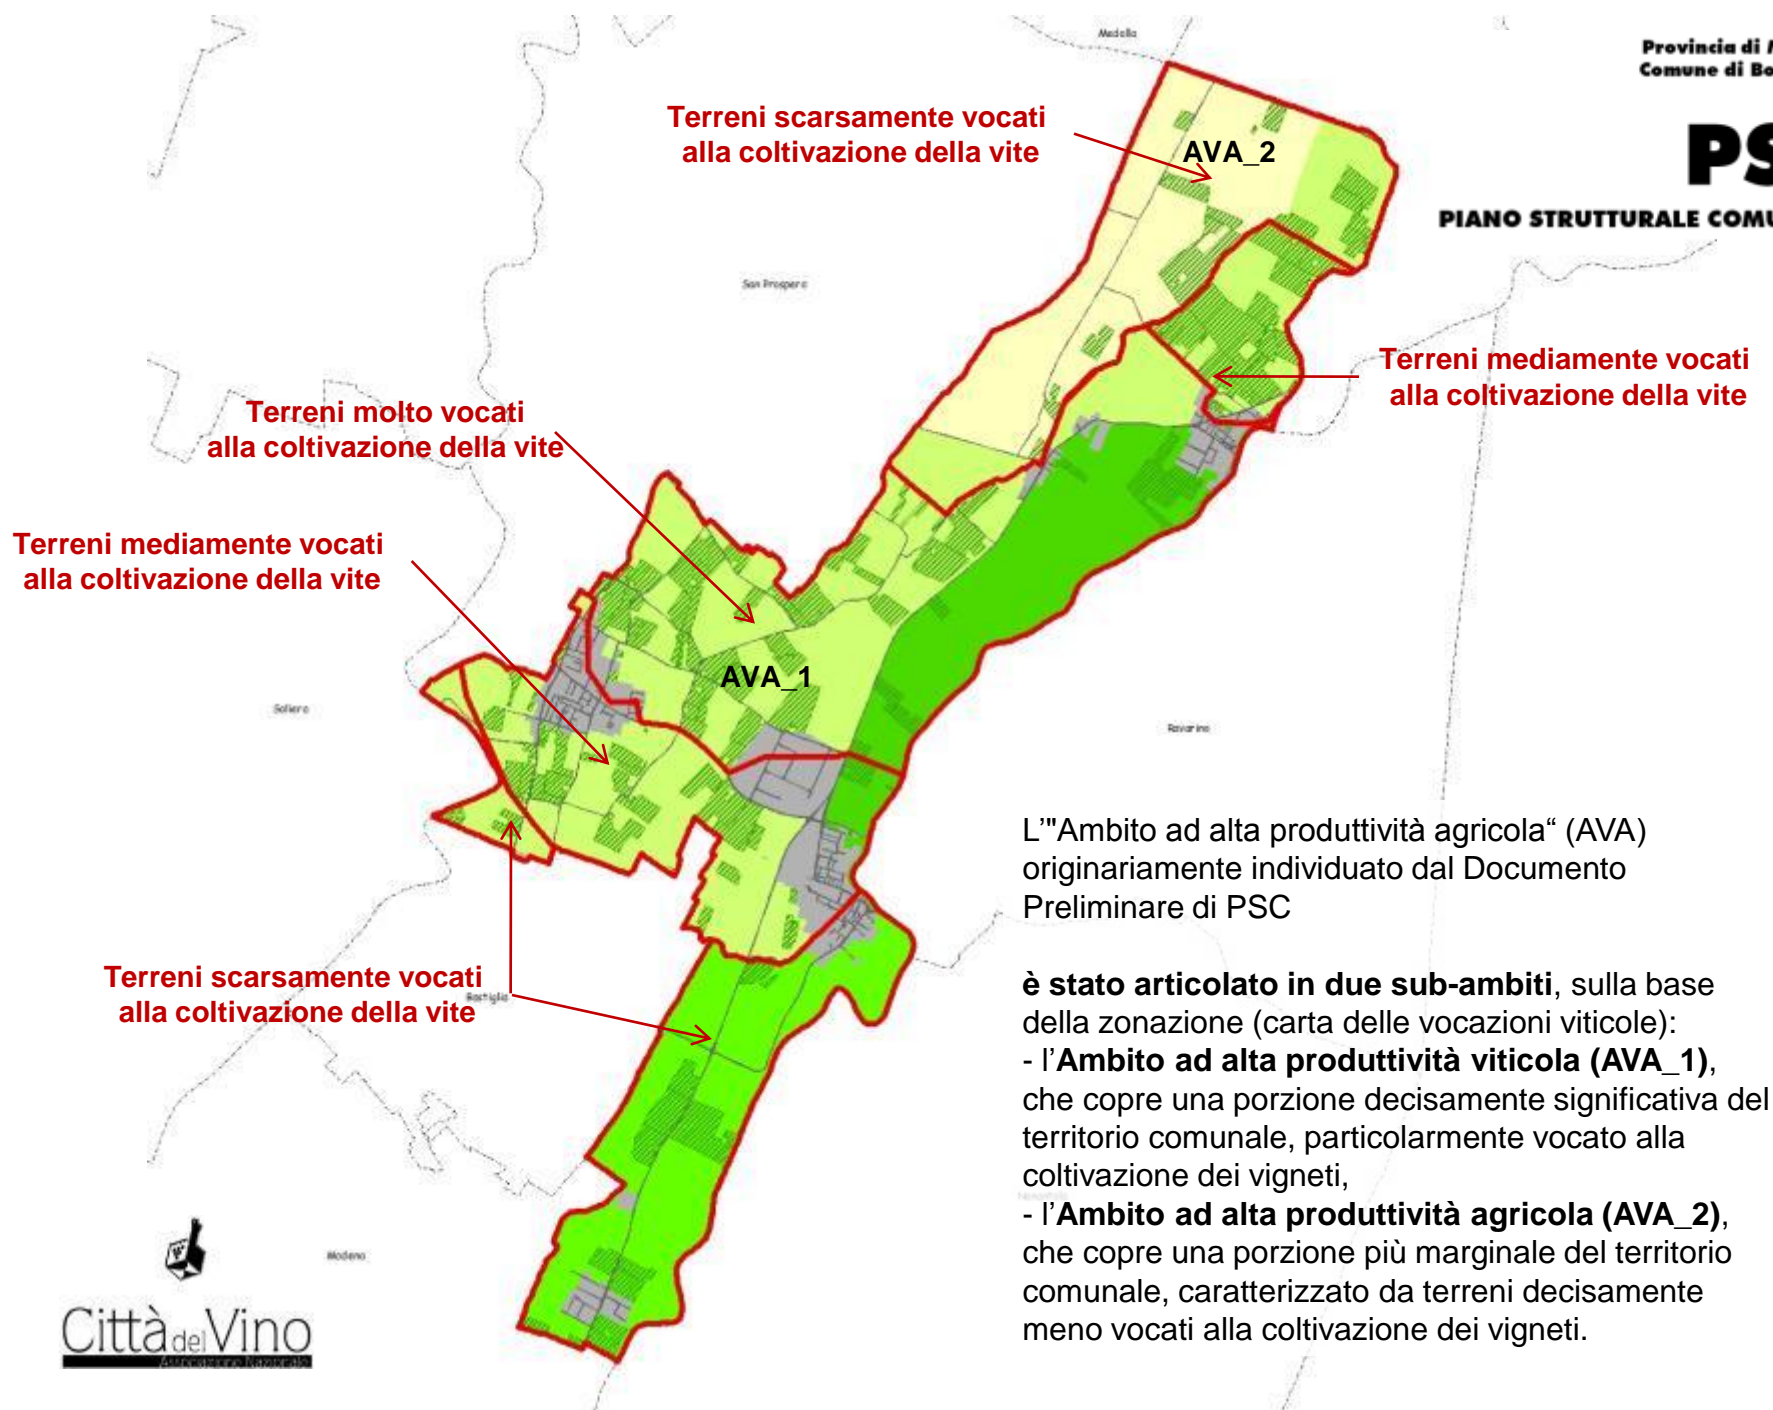 Medolla
Provincia di
Comune di
PS
PIANO STRUTTURALE
Terreni scarsamente vocati
alla coltivazione della vite
AVA_2
San Prospero
Terreni mediamente vocati
alla coltivazione della vite
Terreni molto vocati
alla coltivazione della vite
Terreni mediamente vocati
alla coltivazione della vite
AVA_1
Soliera
Ravarino
Terreni scarsamente vocati
alla coltivazione della vite
Bastiglia
Modena
L'"Ambito ad alta produttività agricola“ (AVA)
originariamente individuato dal Documento
Preliminare di PSC
è stato articolato in due sub-ambiti, sulla base
della zonazione (carta delle vocazioni viticole):
- l’Ambito ad alta produttività viticola (AVA_1),
che copre una porzione decisamente significativa del
territorio comunale, particolarmente vocato alla
coltivazione dei vigneti,
- l’Ambito ad alta produttività agricola (AVA_2),
che copre una porzione più marginale del territorio
comunale, caratterizzato da terreni decisamente
meno vocati alla coltivazione dei vigneti.
Città del Vino
Associazione Nazionale